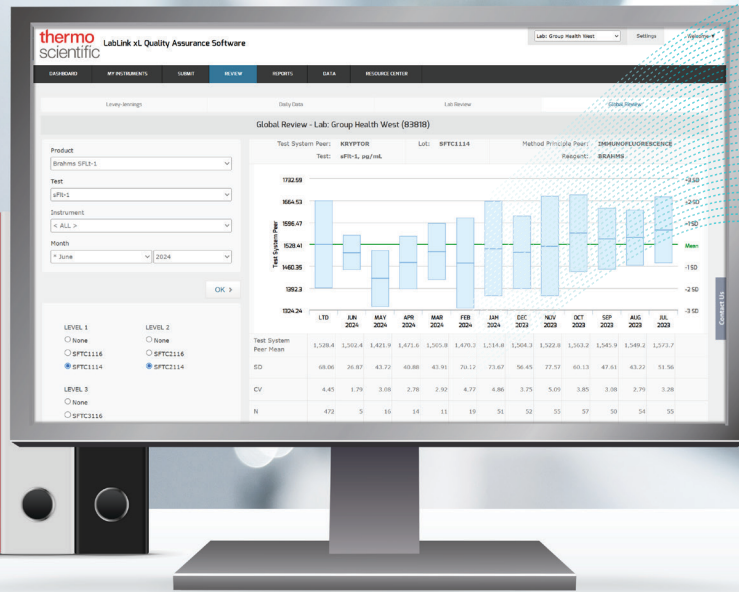 thermo
scientific
LabLink xL Quality Assurance Software
Lab: Group Health West
Settings
Welcome
DASHBOARD MY INSTRUMENTS SUBMIT REVIEW REPORTS DATA RESOURCE CENTER
Levey-Jennings Daily Data Lab Review Global Review
Global Review - Lab: Group Health West (83818)
Product
Brahms SFLt-1
Test
sFlt-1
Instrument
< ALL >
Month
* June 2024
OK >
LEVEL 1 LEVEL 2
None None
SFTC1116 SFTC2116
SFTC1114 SFTC2114
LEVEL 3
None
SFTC3116
Test System Peer: KRYPTOR Lot: SFTC1114 Method Principle Peer: IMMUNOFLUORESCENCE
Test: sFlt-1, pg/mL Reagent: BRAHMS
Test System Peer
1732.59 +3 SD
1664.53 +2 SD
1596.47 +1 SD
1528.41 Mean
1460.35 -1 SD
1392.3 -2 SD
1324.24 -3 SD
LTD JUN MAY APR MAR FEB JAN DEC NOV OCT SEP AUG JUL
2024 2024 2024 2024 2024 2024 2023 2023 2023 2023 2023 2023
Test System
Peer Mean 1,528.4 1,502.4 1,421.9 1,471.6 1,505.8 1,470.3 1,514.8 1,504.3 1,522.8 1,563.2 1,545.9 1,549.2 1,573.7
SD 68.06 26.87 43.72 40.88 43.91 70.12 73.67 56.45 77.57 60.13 47.61 43.22 51.56
CV 4.45 1.79 3.08 2.78 2.92 4.77 4.86 3.75 5.09 3.85 3.08 2.79 3.28
N 472 5 16 14 11 19 51 52 55 57 50 54 55
Contact Us